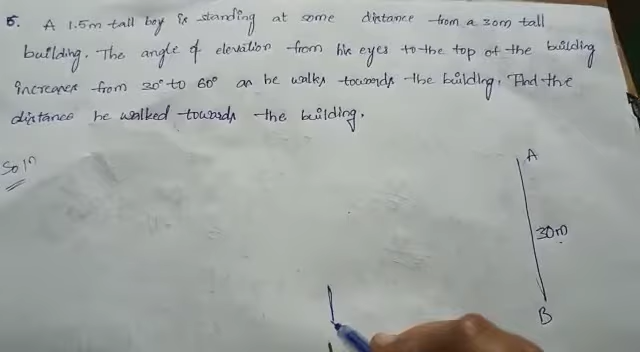 5. A 1.5m tall boy is standing at some distance from a 30m tall
building. The angle of elevation from his eyes to the top of the building
increases from 30° to 60° as he walks towards the building. Find the
distance he walked towards the building.
Soln
A
30m
B